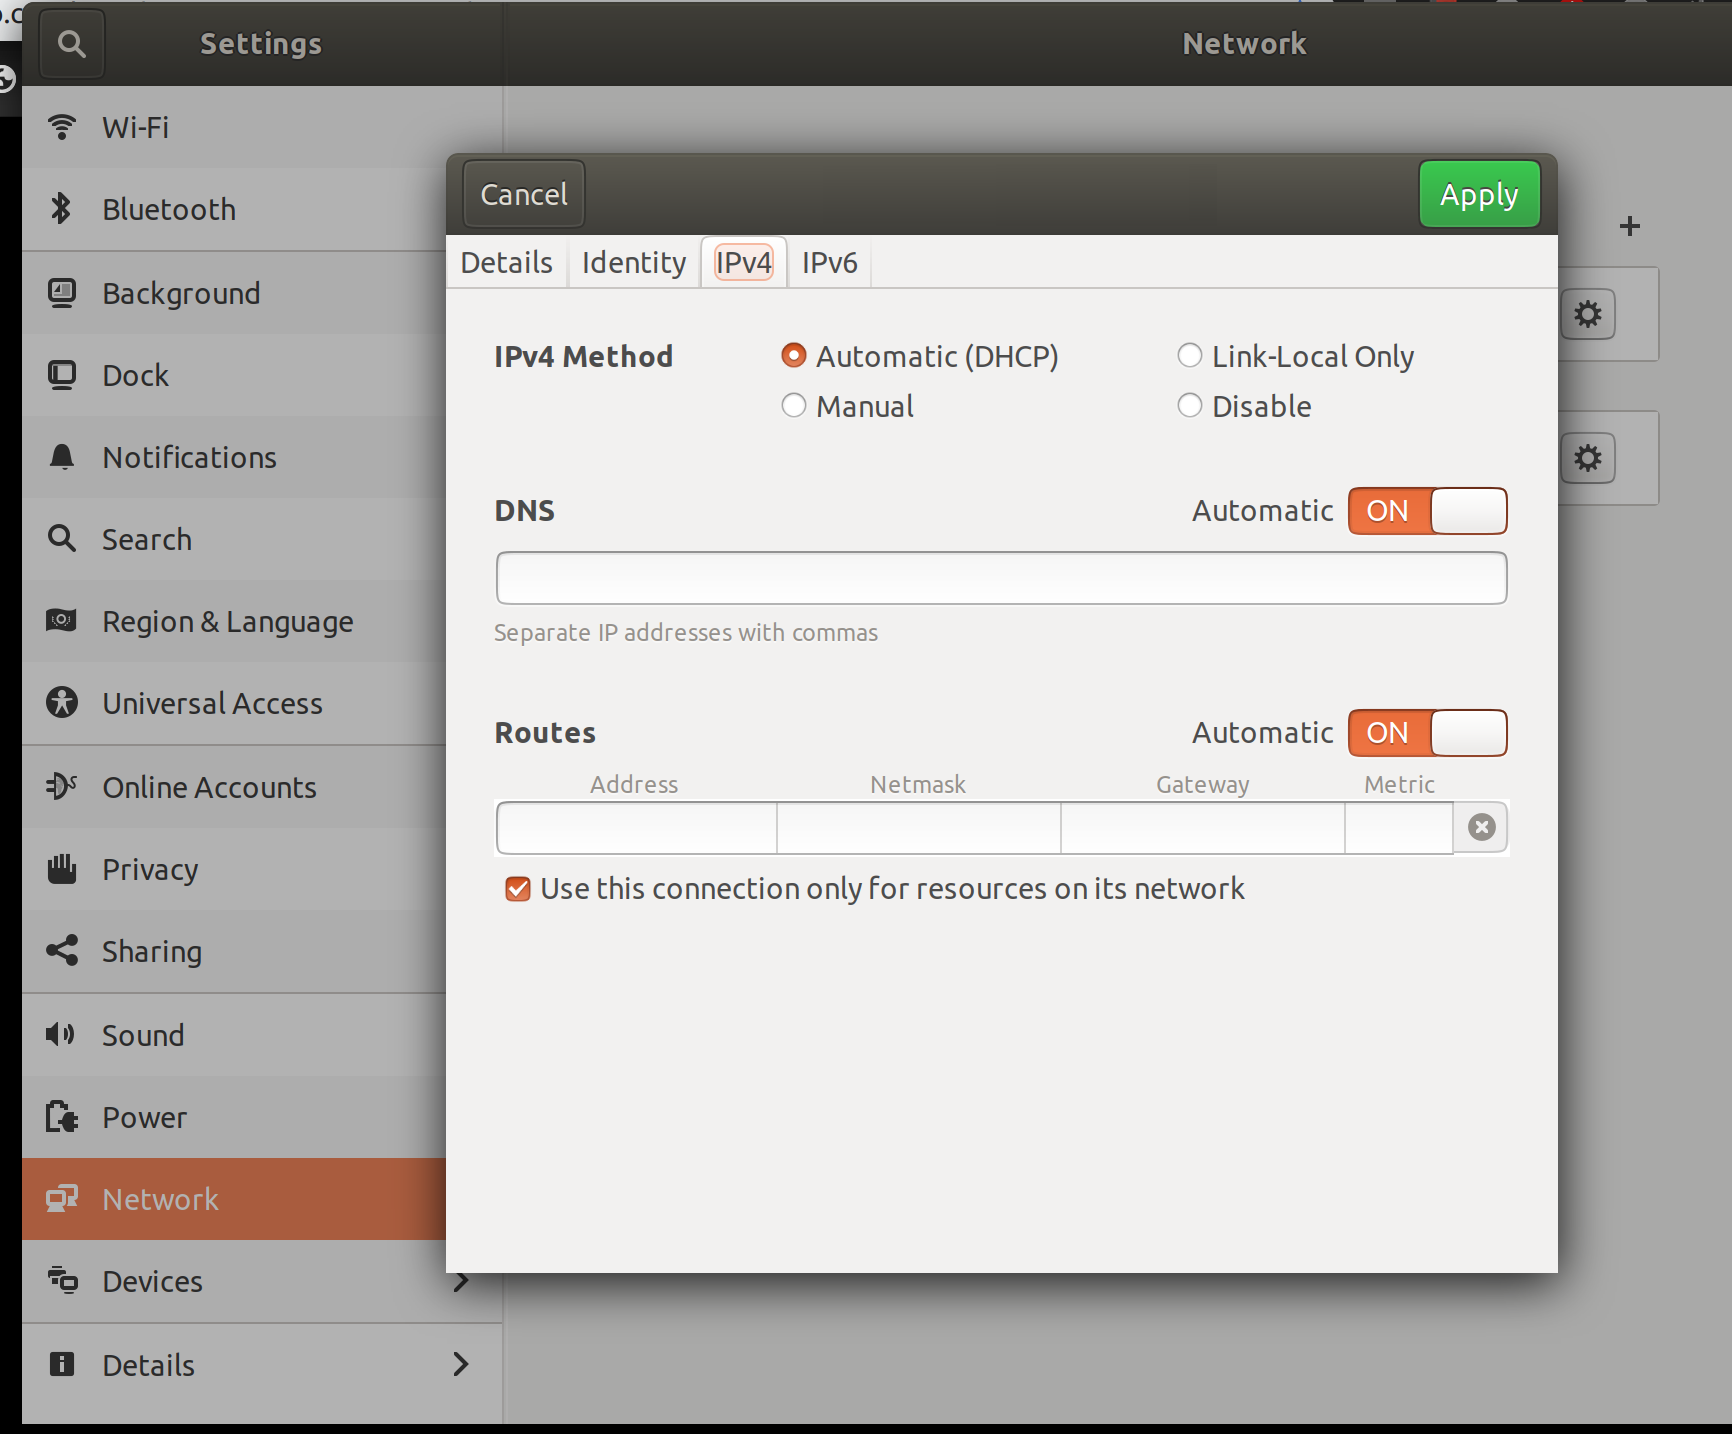 Settings
Network
Wi-Fi
Bluetooth
Background
Dock
Notifications
Search
Region & Language
Universal Access
Online Accounts
Privacy
Sharing
Sound
Power
Network
Devices
Details
Cancel
Apply
Details Identity IPv4 IPv6
IPv4 Method
Automatic (DHCP)
Link-Local Only
Manual
Disable
DNS
Automatic ON
Separate IP addresses with commas
Routes
Automatic ON
Address Netmask Gateway Metric
Use this connection only for resources on its network